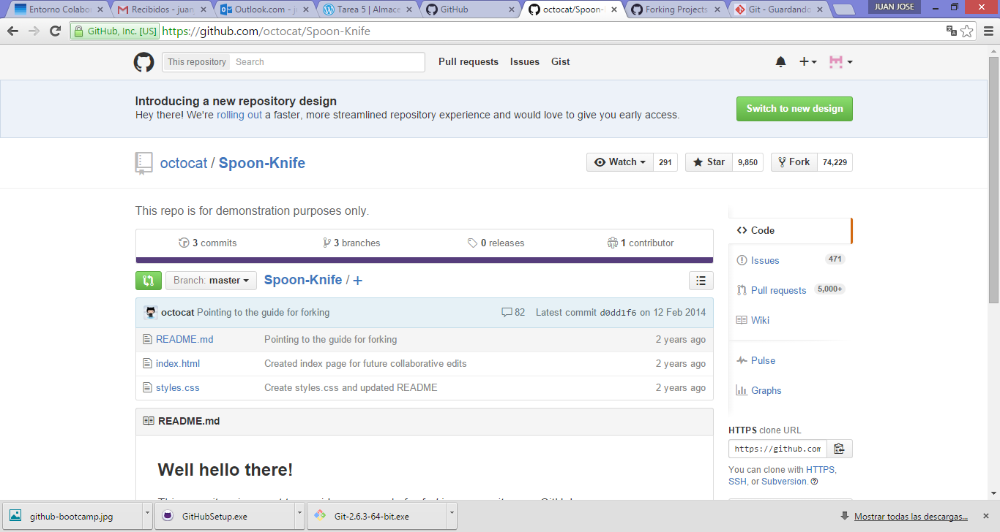 Entorno Colabor
Recibidos - juan
Outlook.com - ju
Tarea 5 | Almace
GitHub
octocat/Spoon-
Forking Projects
Git - Guardando
JUAN JOSE
GitHub, Inc. [US] https://github.com/octocat/Spoon-Knife
This repository Search Pull requests Issues Gist
Introducing a new repository design
Hey there! We're rolling out a faster, more streamlined repository experience and would love to give you early access.
Switch to new design
octocat / Spoon-Knife
Watch 291 Star 9,850 Fork 74,229
This repo is for demonstration purposes only.
3 commits 3 branches 0 releases 1 contributor
Branch: master Spoon-Knife / +
octocat Pointing to the guide for forking 82 Latest commit d0dd1f6 on 12 Feb 2014
README.md Pointing to the guide for forking 2 years ago
index.html Created index page for future collaborative edits 2 years ago
styles.css Create styles.css and updated README 2 years ago
README.md
Well hello there!
Code
Issues 471
Pull requests 5,000+
Wiki
Pulse
Graphs
HTTPS clone URL
https://github.com
You can clone with HTTPS,
SSH, or Subversion.
github-bootcamp.jpg
GitHubSetup.exe
Git-2.6.3-64-bit.exe
Mostrar todas las descargas...